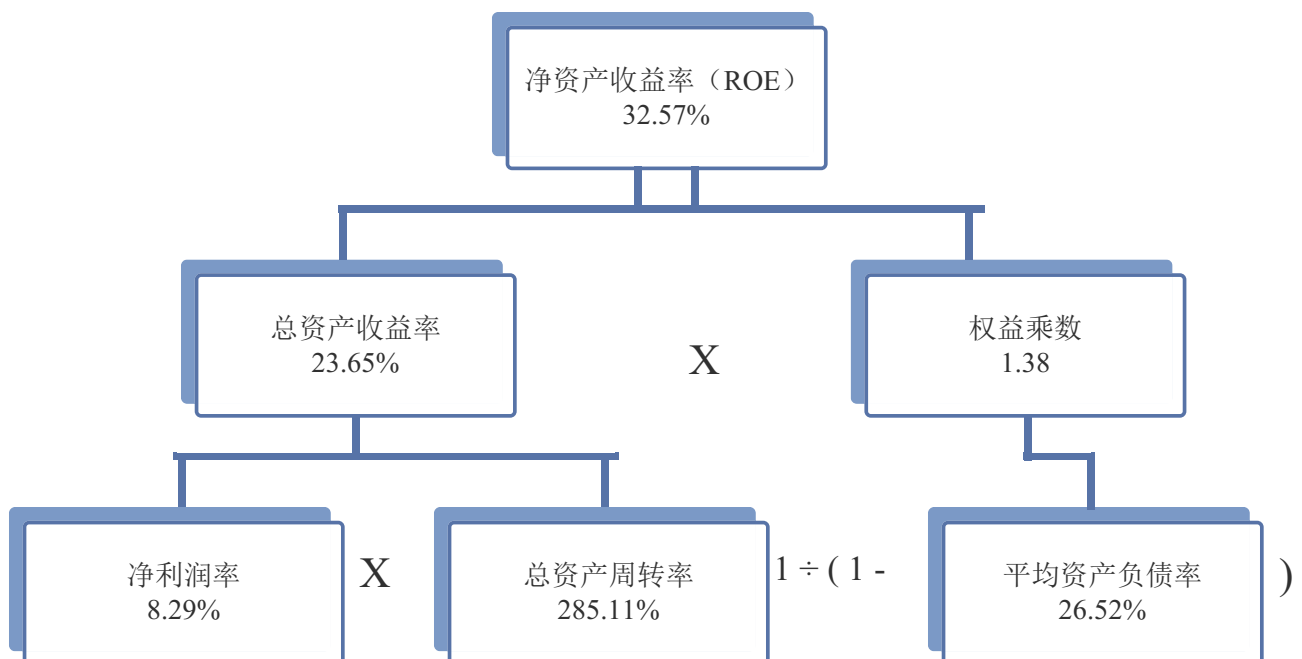 净资产收益率（ROE）
32.57%
总资产收益率
23.65%
X
权益乘数
1.38
净利润率
8.29%
X
总资产周转率
285.11%
1 ÷ ( 1 -
平均资产负债率
26.52%
)